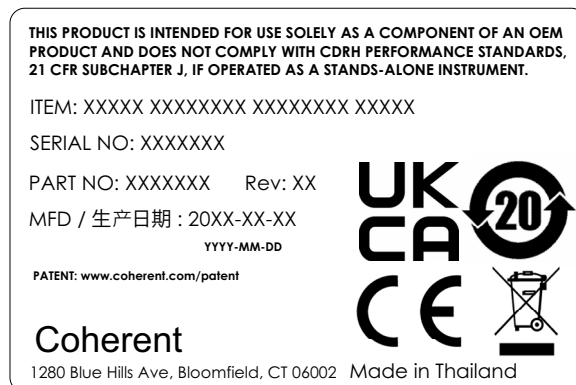 THIS PRODUCT IS INTENDED FOR USE SOLELY AS A COMPONENT OF AN OEM
PRODUCT AND DOES NOT COMPLY WITH CDRH PERFORMANCE STANDARDS,
21 CFR SUBCHAPTER J, IF OPERATED AS A STANDS-ALONE INSTRUMENT.
ITEM: XXXXX XXXXXXXX XXXXXXXX XXXXX
SERIAL NO: XXXXXXX
PART NO: XXXXXXX Rev: XX
MFD / 生产日期 : 20XX-XX-XX
YYYY-MM-DD
UK
CA
20
PATENT: www.coherent.com/patent
CE
Coherent
1280 Blue Hills Ave, Bloomfield, CT 06002 Made in Thailand